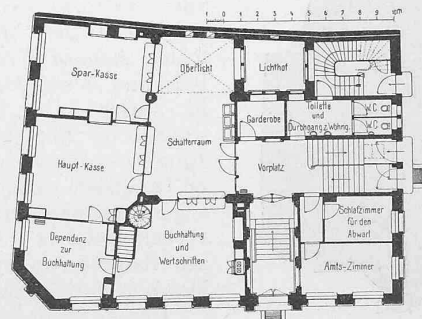 1 0 1 2 3 4 5 6 7 8 9 10m
Spar-Kasse
Oberlicht
Lichthof
Toilette
und
Durchgang z. Wohng.
W.C
W.C
Garderobe
Schalterraum
Vorplatz
Haupt-Kasse
Schlafzimmer
für den
Abwart
Dependenz
zur
Buchhaltung
Buchhaltung
und
Wertschriften
Amts-Zimmer